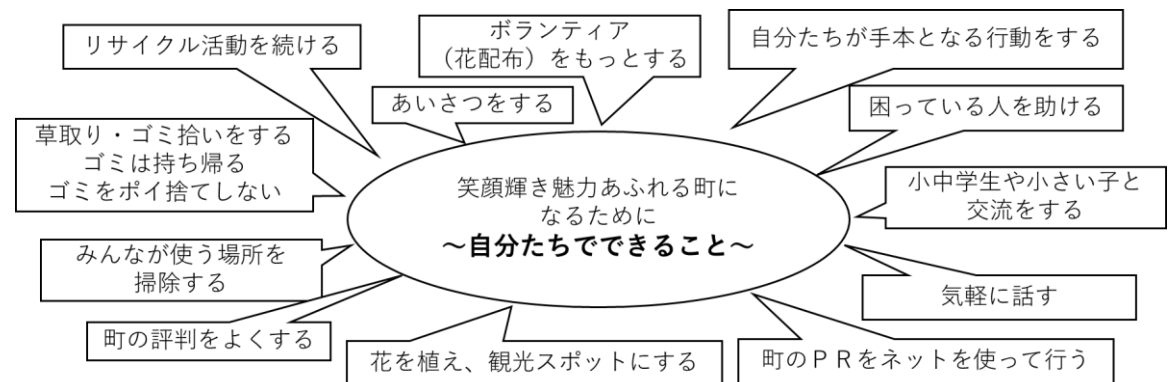 リサイクル活動を続ける
ボランティア
（花配布）をもっとする
自分たちが手本となる行動をする
あいさつをする
困っている人を助ける
草取り・ゴミ拾いをする
ゴミは持ち帰る
ゴミをポイ捨てしない
笑顔輝き魅力あふれる町に
なるために
～自分たちでできること～
小中学生や小さい子と
交流をする
みんなが使う場所を
掃除する
気軽に話す
町の評判をよくする
花を植え、観光スポットにする
町のＰＲをネットを使って行う